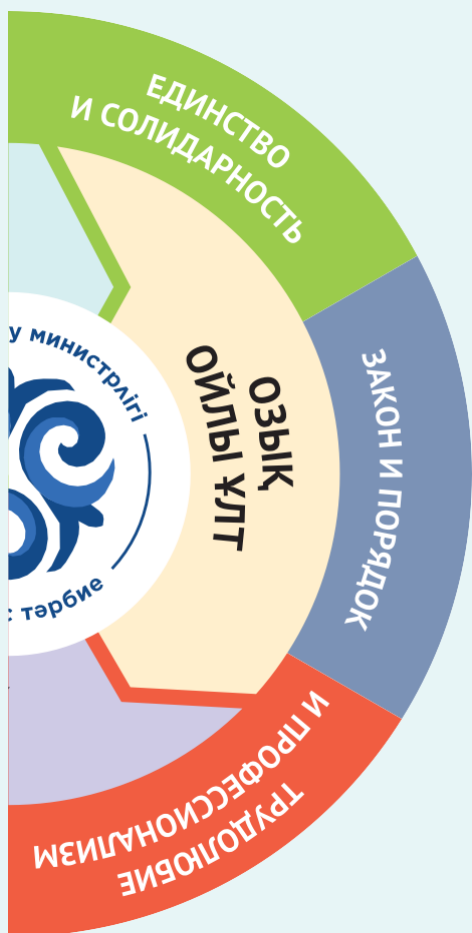 ЕДИНСТВО
И СОЛИДАРНОСТЬ
ЗАКОН И ПОРЯДОК
ТРУДОЛЮБИЕ
И ПРОФЕССИОНАЛИЗМ
ОЗЫҚ
ОЙЛЫ ҰЛТ
министрлігі
тәрбие